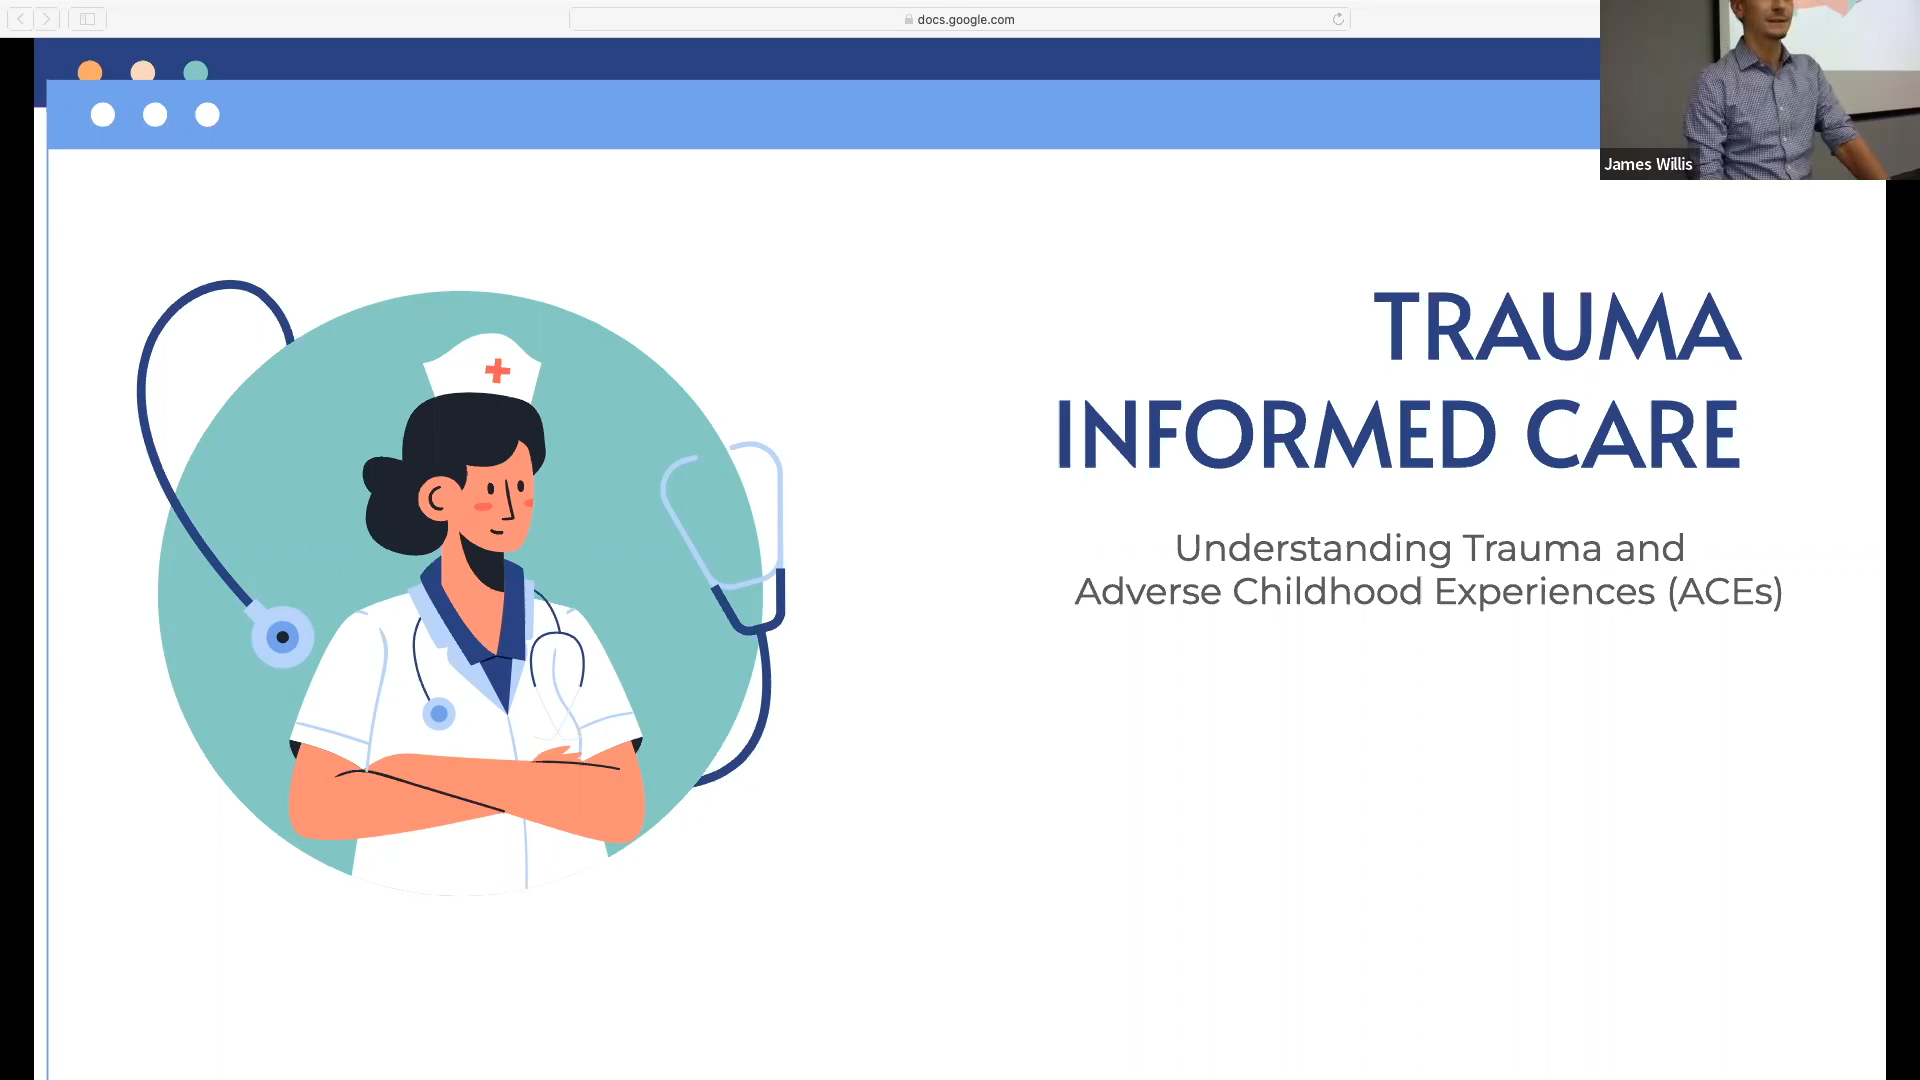 docs.google.com
James Willis
TRAUMA
INFORMED CARE
Understanding Trauma and
Adverse Childhood Experiences (ACEs)